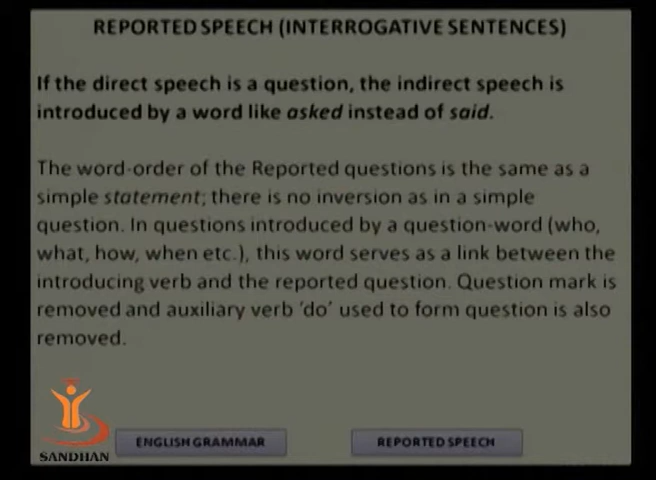 REPORTED SPEECH (INTERROGATIVE SENTENCES)
If the direct speech is a question, the indirect speech is
introduced by a word like asked instead of said.
The word-order of the Reported questions is the same as a
simple statement; there is no inversion as in a simple
question. In questions introduced by a question-word (who,
what, how, when etc.), this word serves as a link between the
introducing verb and the reported question. Question mark is
removed and auxiliary verb 'do' used to form question is also
removed.
SANDHAN
ENGLISH GRAMMAR
REPORTED SPEECH